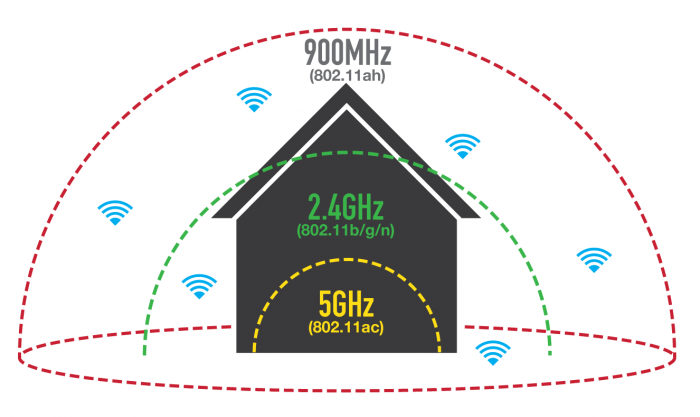 900MHz
(802.11ah)
2.4GHz
(802.11b/g/n)
5GHz
(802.11ac)